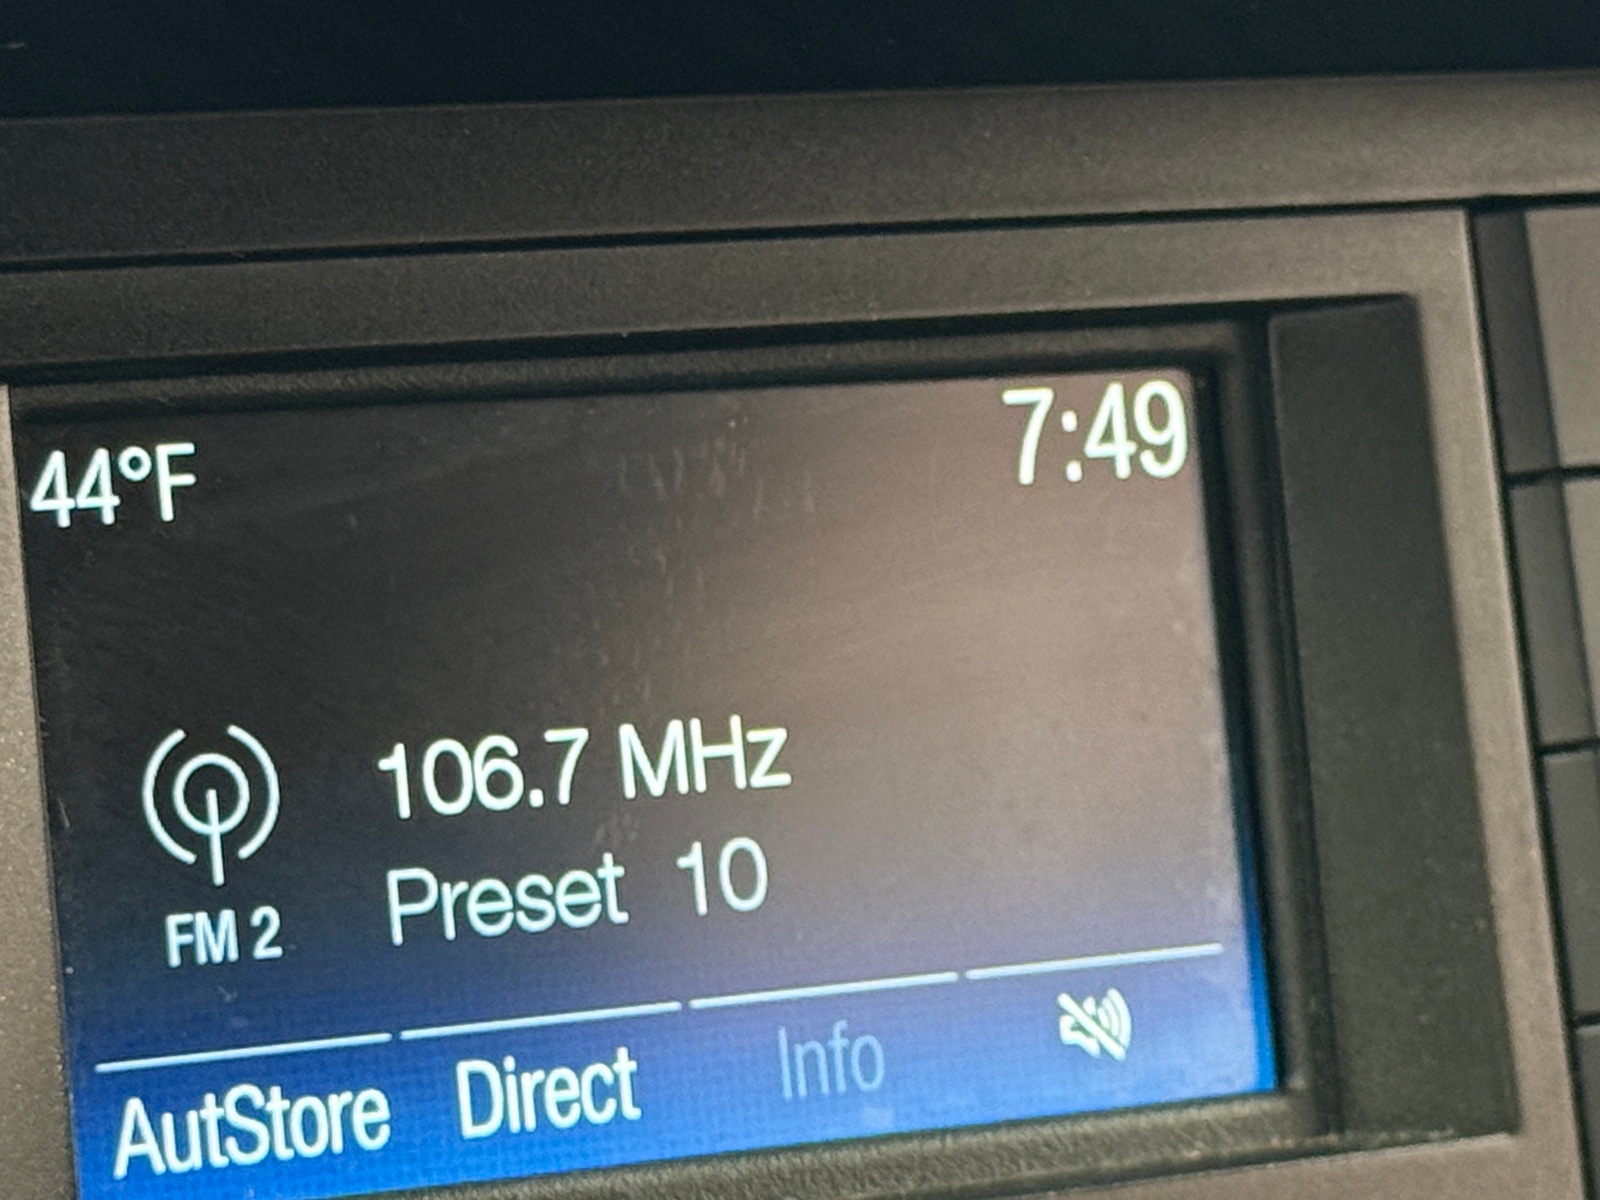 44°F
7:49
106.7 MHz
Preset 10
FM 2
AutStore
Direct
Info